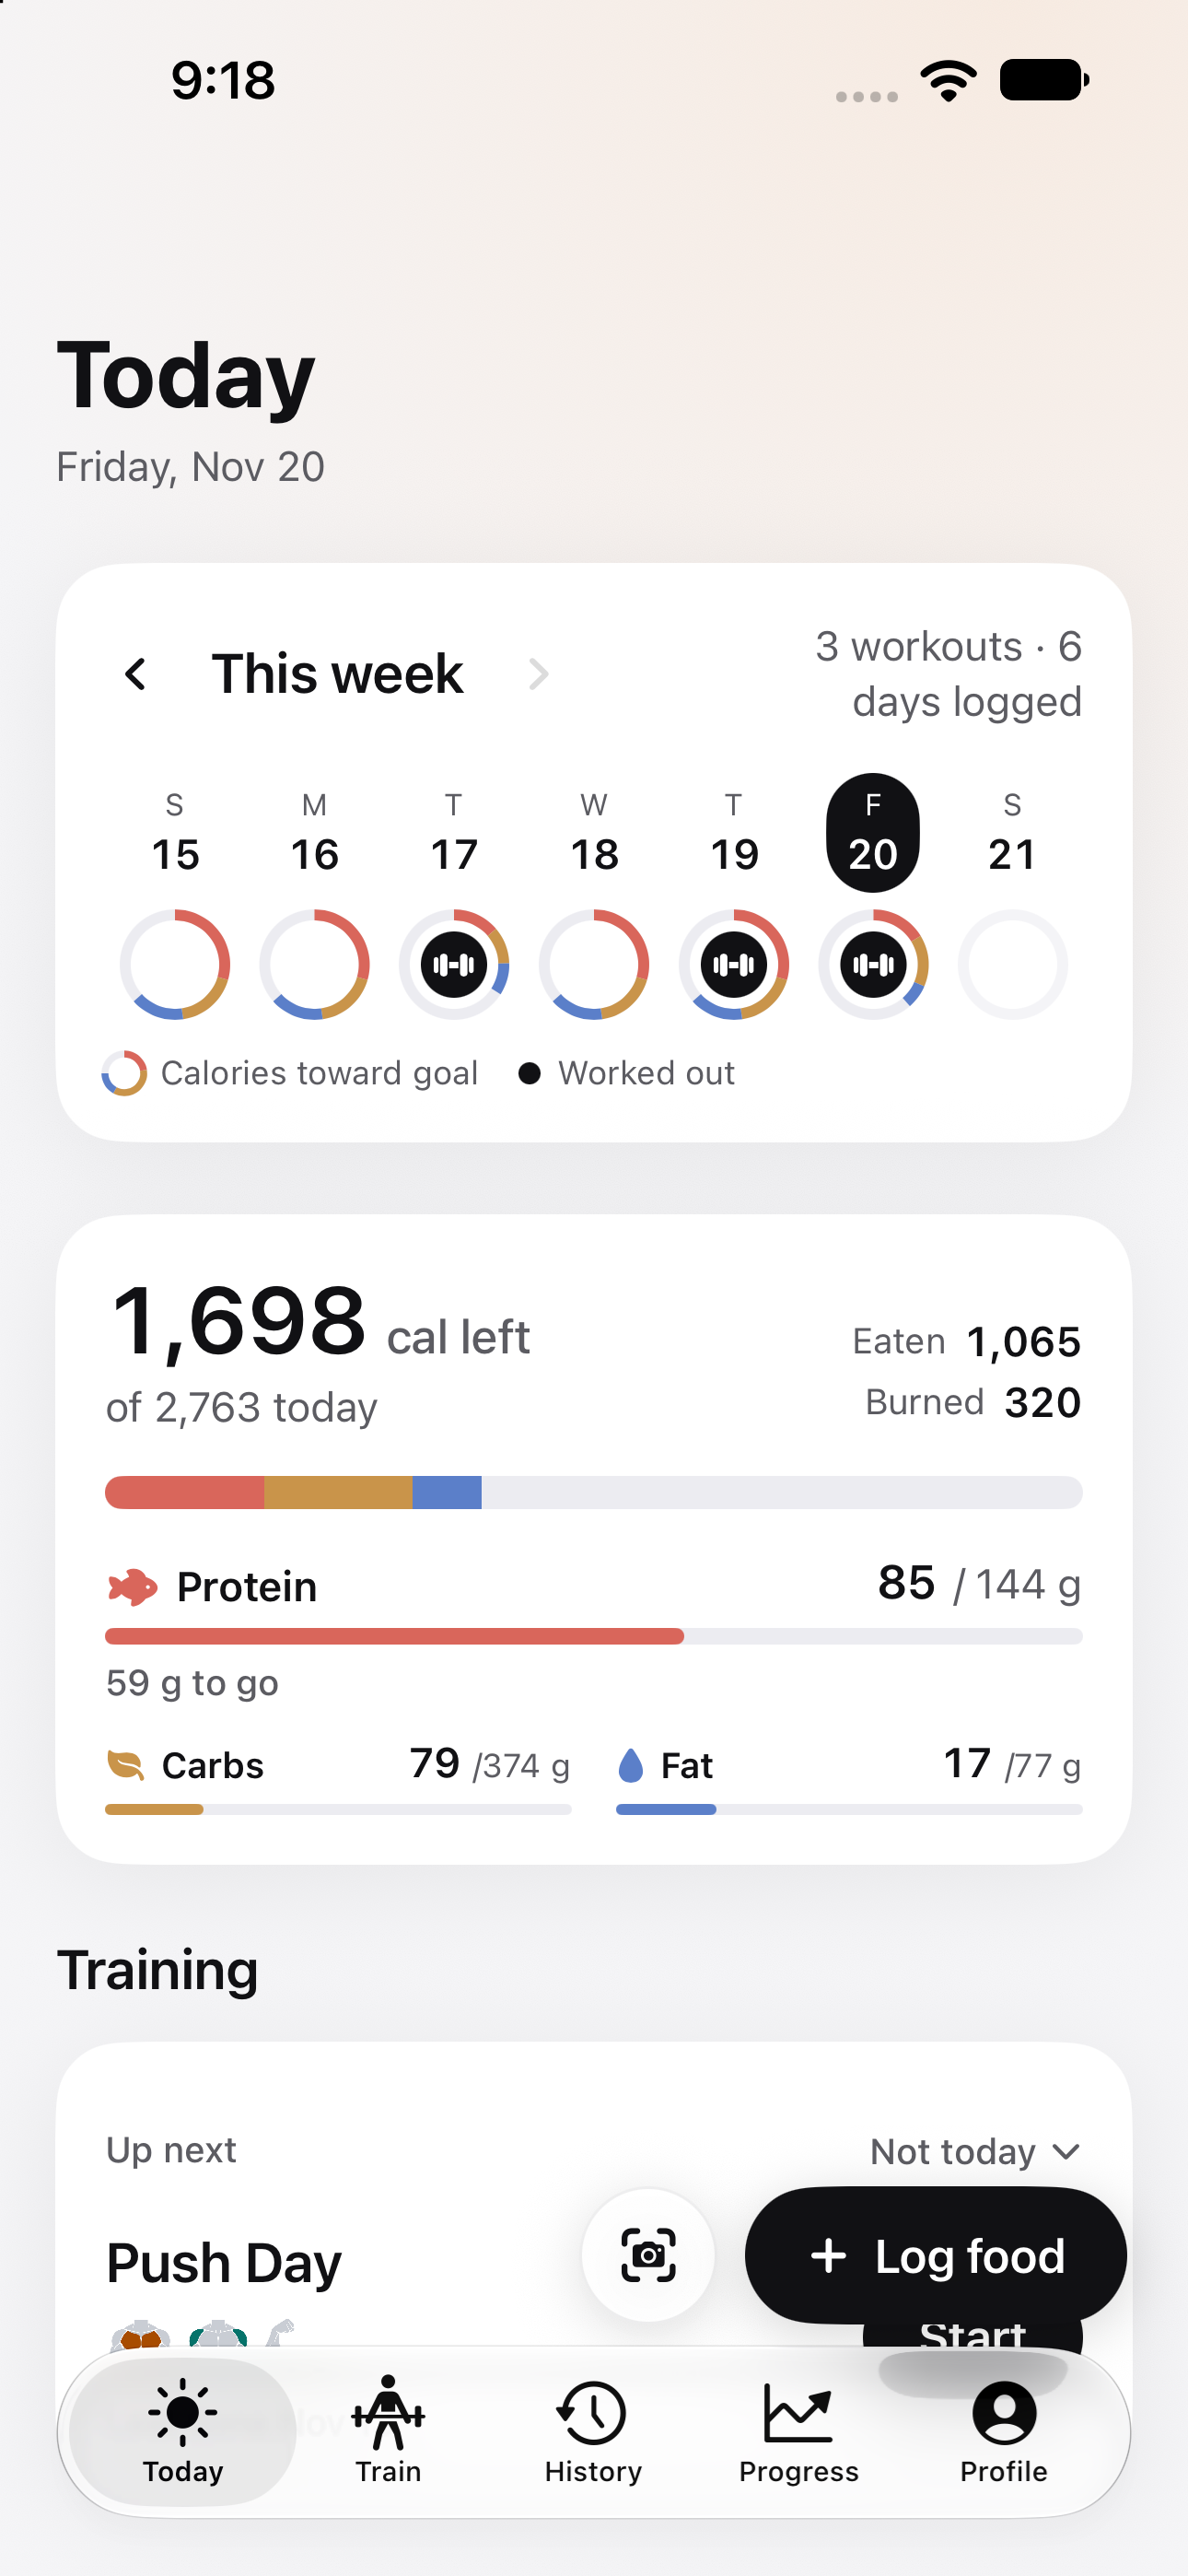 9:18
Today
Friday, Nov 20
This week
3 workouts · 6
days logged
S M T W T F S
15 16 17 18 19 20 21
Calories toward goal Worked out
1,698 cal left
of 2,763 today
Eaten 1,065
Burned 320
Protein 85 / 144 g
59 g to go
Carbs 79 /374 g Fat 17 /77 g
Training
Up next Not today
Push Day
+ Log food
Start
Today Train History Progress Profile